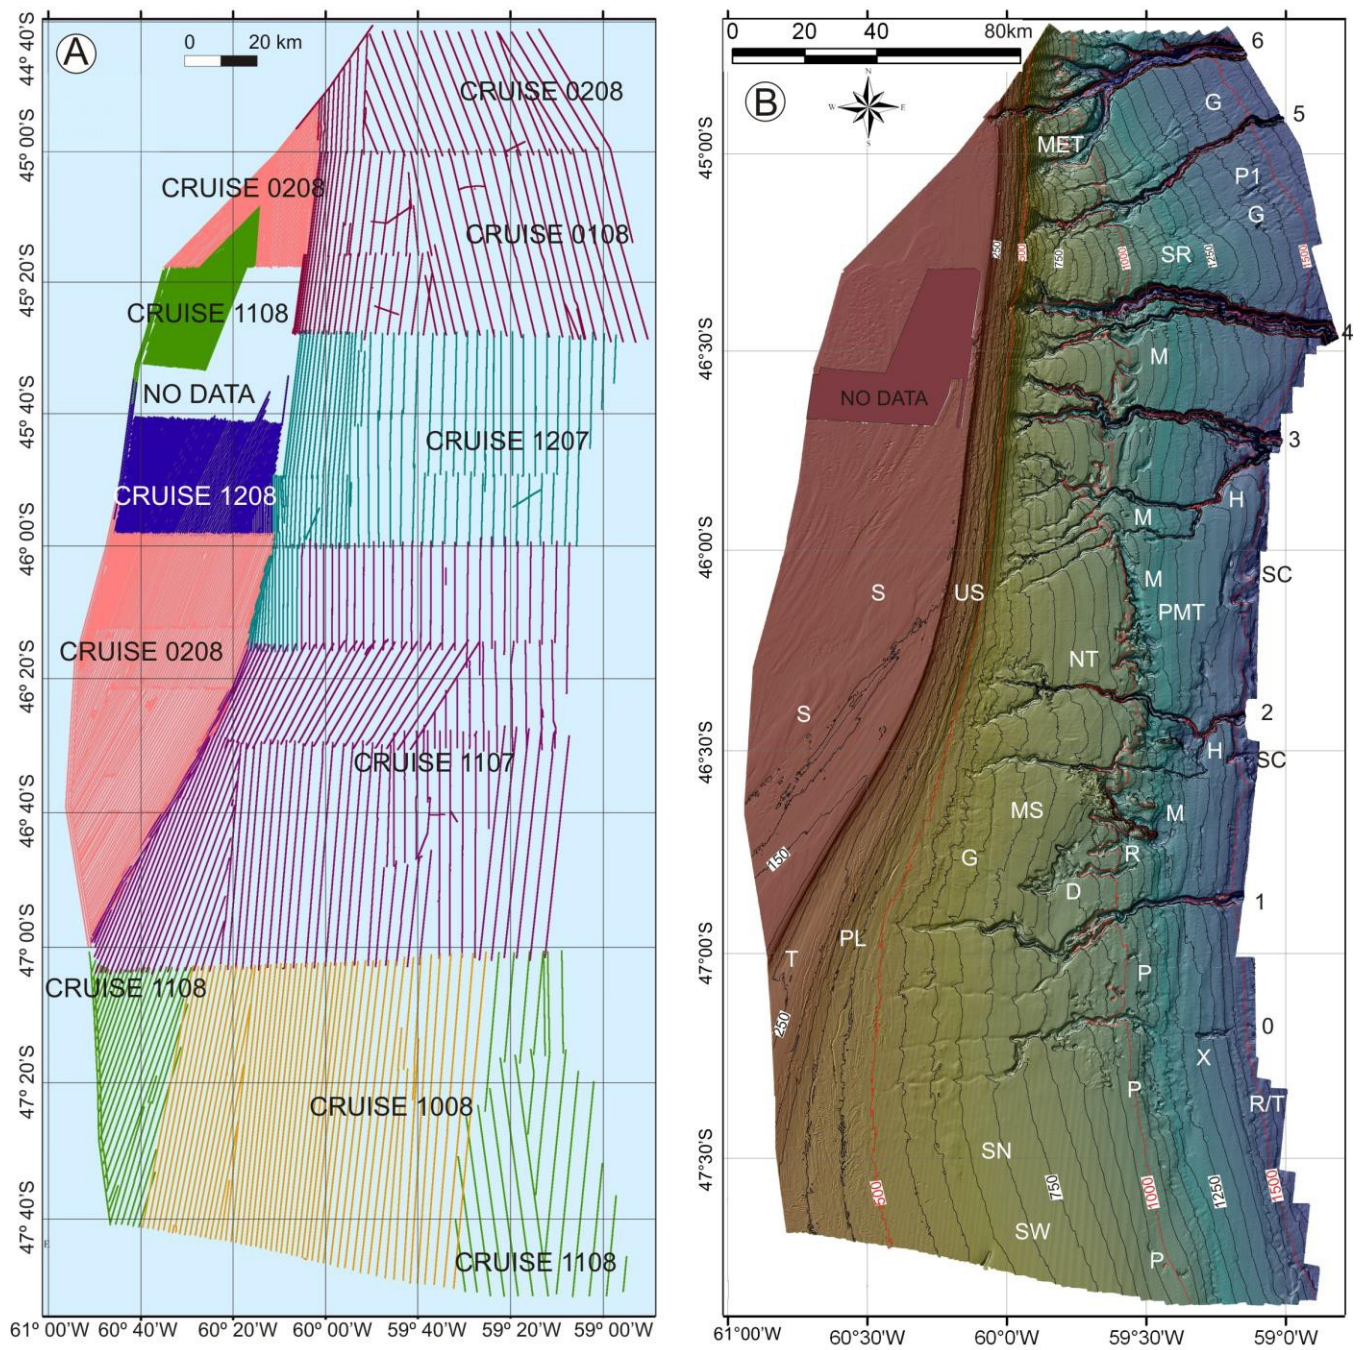 A
0 20 km
44° 40'S
45° 00'S
45° 20'S
45° 40'S
46° 00'S
46° 20'S
46° 40'S
47° 00'S
47° 20'S
47° 40'S
CRUISE 0208
CRUISE 0208
CRUISE 0108
CRUISE 1108
NO DATA
CRUISE 1207
CRUISE 1208
CRUISE 0208
CRUISE 1107
CRUISE 1108
CRUISE 1008
CRUISE 1108
E
61° 00'W 60°40'W 60°20'W 60°00'W 59°40'W 59°20'W 59°00'W
B
0 20 40 80km
N
W E
S
45°00'S
46°30'S
46°00'S
46°30'S
47°00'S
47°30'S
6
G
5
MET
P1
G
250
500
750
1000
SR
1250
1500
4
M
NO DATA
3
H
M
S
US
M
SC
PMT
NT
S
2
H
SC
MS
M
150
G
R
D
1
PL
T
P
250
0
X
P
R/T
SN
500
750
1000
1250
1500
SW
P
61°00'W 60°30'W 60°0'W 59°30'W 59°0'W